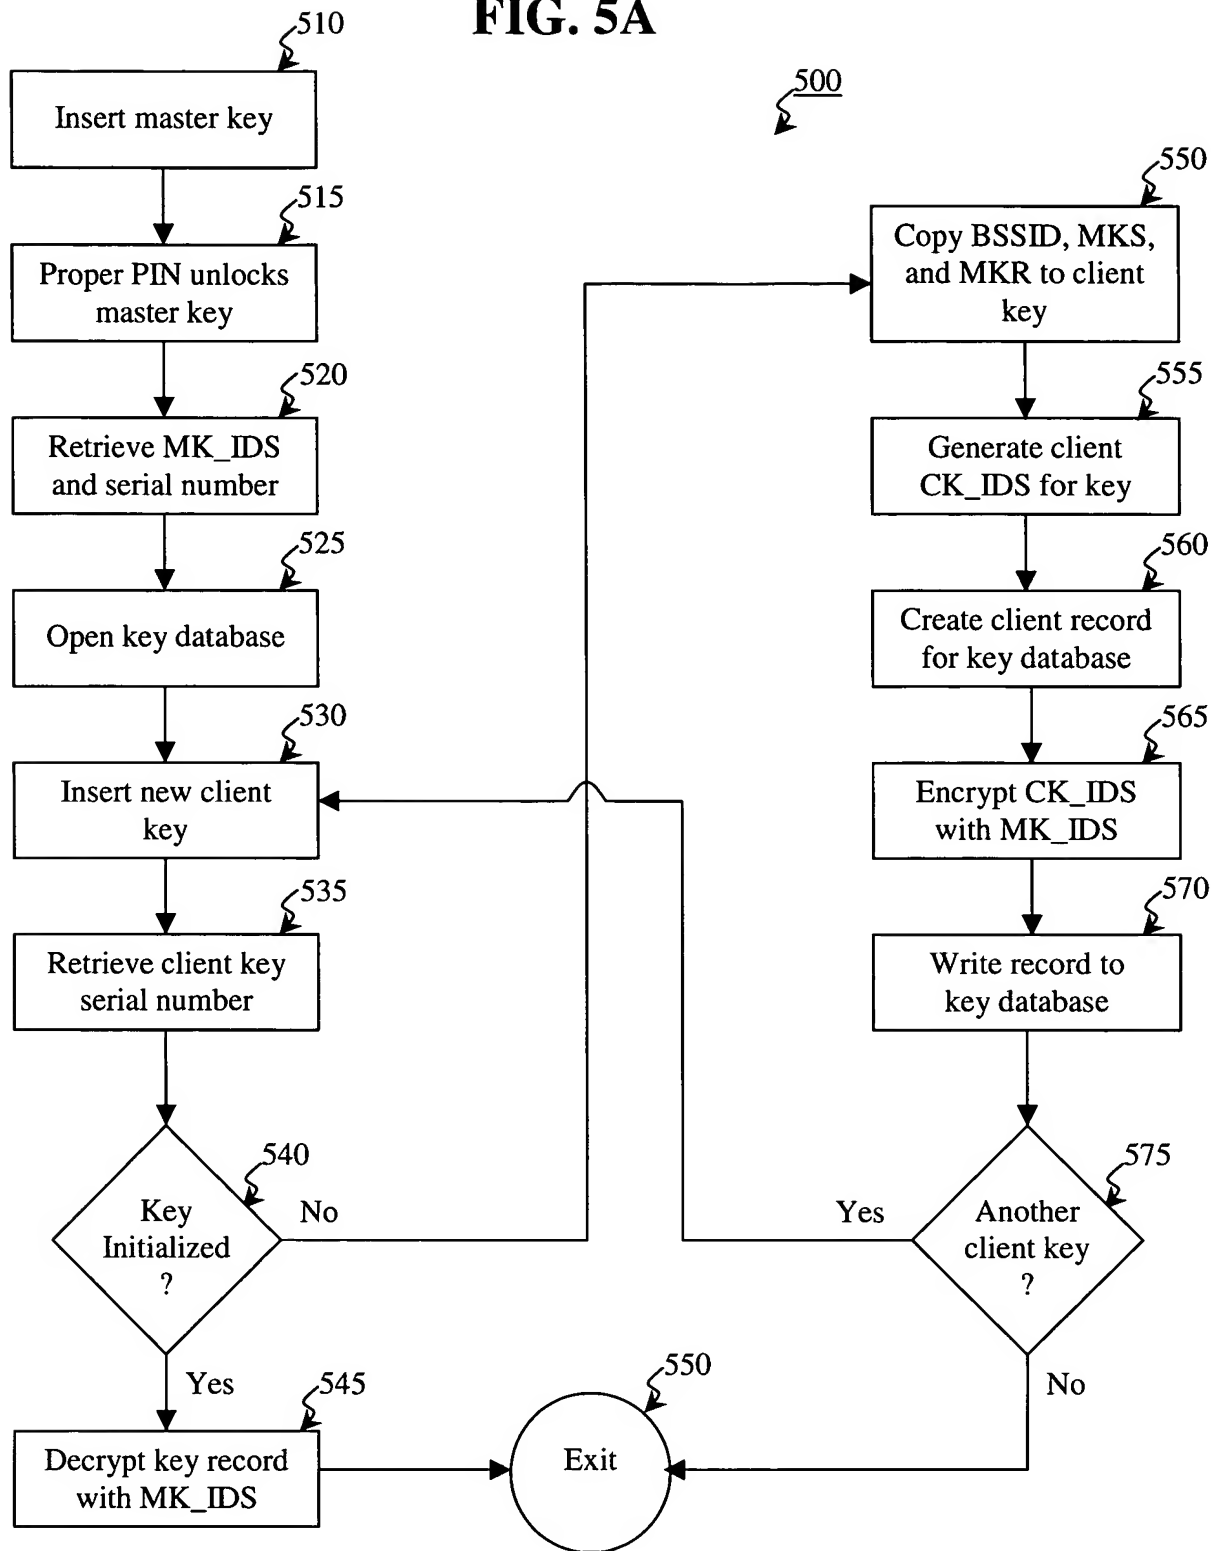 FIG. 5A
500
510
Insert master key
515
Proper PIN unlocks
master key
520
Retrieve MK_IDS
and serial number
525
Open key database
530
Insert new client
key
535
Retrieve client key
serial number
540
Key
Initialized
?
No
Yes
545
Decrypt key record
with MK_IDS
550
Exit
550
Copy BSSID, MKS,
and MKR to client
key
555
Generate client
CK_IDS for key
560
Create client record
for key database
565
Encrypt CK_IDS
with MK_IDS
570
Write record to
key database
575
Another
client key
?
Yes
No